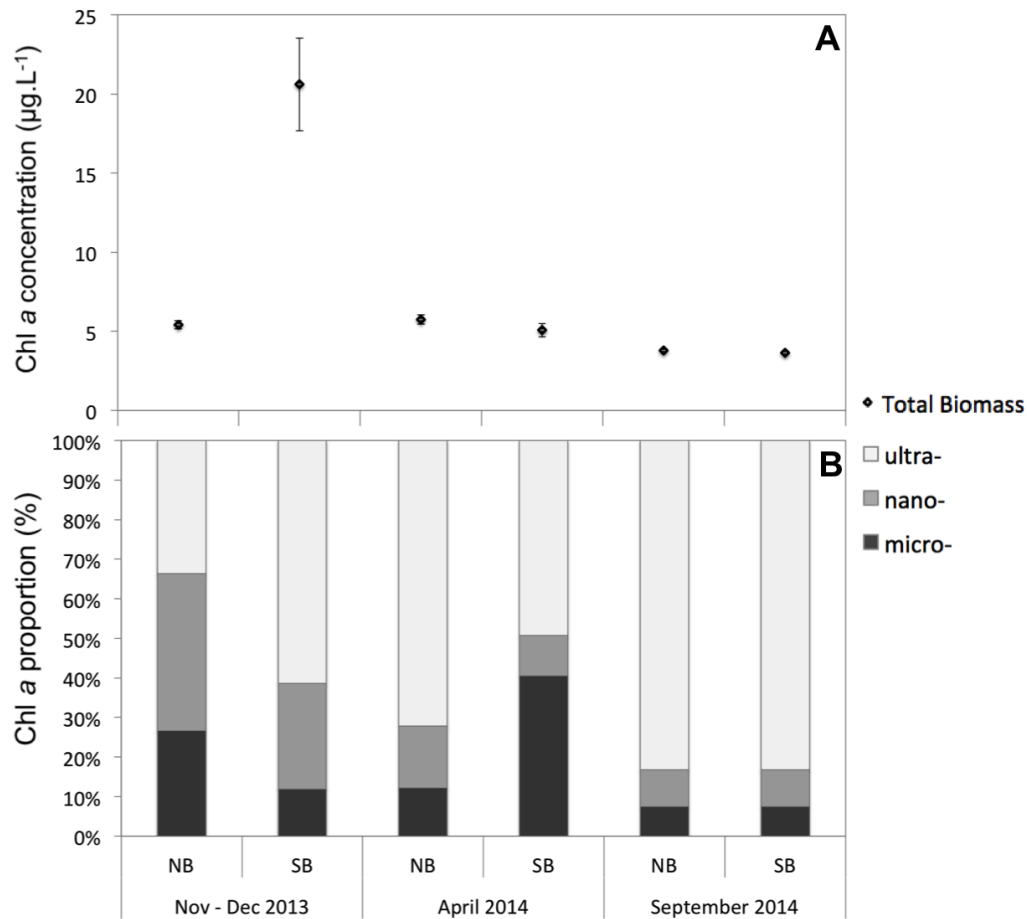 A
25
20
15
10
5
0
Chl a concentration (µg.L-1)
Total Biomass
ultra-
nano-
micro-
B
100%
90%
80%
70%
60%
50%
40%
30%
20%
10%
0%
Chl a proportion (%)
NB SB NB SB NB SB
Nov - Dec 2013 April 2014 September 2014